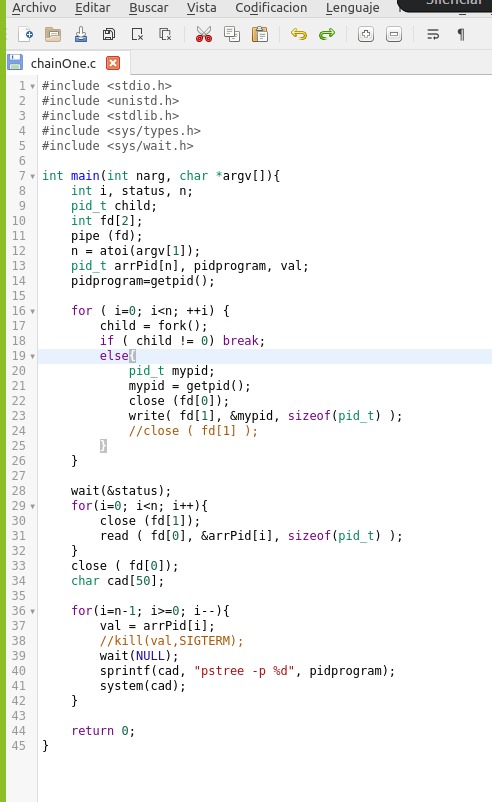 Archivo Editar Buscar Vista Codificacion Lenguaje
chainOne.c
1 #include <stdio.h>
2 #include <unistd.h>
3 #include <stdlib.h>
4 #include <sys/types.h>
5 #include <sys/wait.h>
6
7 int main(int narg, char *argv[]){
8     int i, status, n;
9     pid_t child;
10     int fd[2];
11     pipe (fd);
12     n = atoi(argv[1]);
13     pid_t arrPid[n], pidprogram, val;
14     pidprogram=getpid();
15
16     for ( i=0; i<n; ++i) {
17         child = fork();
18         if ( child != 0) break;
19         else{
20             pid_t mypid;
21             mypid = getpid();
22             close (fd[0]);
23             write( fd[1], &mypid, sizeof(pid_t) );
24             //close ( fd[1] );
25         }
26     }
27
28     wait(&status);
29     for(i=0; i<n; i++){
30         close (fd[1]);
31         read ( fd[0], &arrPid[i], sizeof(pid_t) );
32     }
33     close ( fd[0]);
34     char cad[50];
35
36     for(i=n-1; i>=0; i--){
37         val = arrPid[i];
38         //kill(val,SIGTERM);
39         wait(NULL);
40         sprintf(cad, "pstree -p %d", pidprogram);
41         system(cad);
42     }
43
44     return 0;
45 }